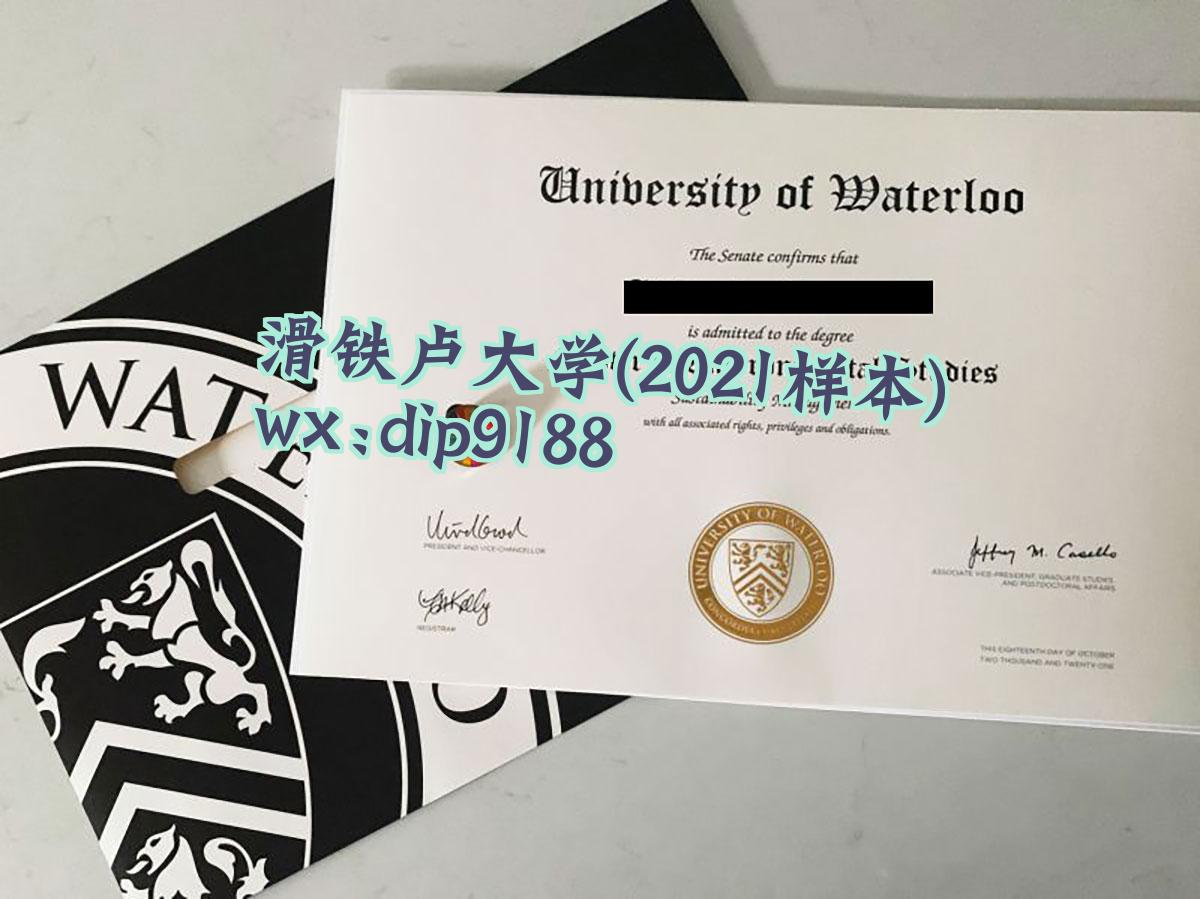 University of Waterloo
The Senate confirms that
is admitted to the degree
滑铁卢大学(2021样本)
wx:dip9188
with all associated rights, privileges and obligations.
PRESIDENT AND VICE-CHANCELLOR
Jeffrey M. Casello
ASSOCIATE VICE-PRESIDENT, GRADUATE STUDIES
AND POSTDOCTORAL AFFAIRS
REGISTRAR
UNIVERSITY OF WATERLOO
THIS EIGHTEENTH DAY OF OCTOBER
TWO THOUSAND AND TWENTY-ONE